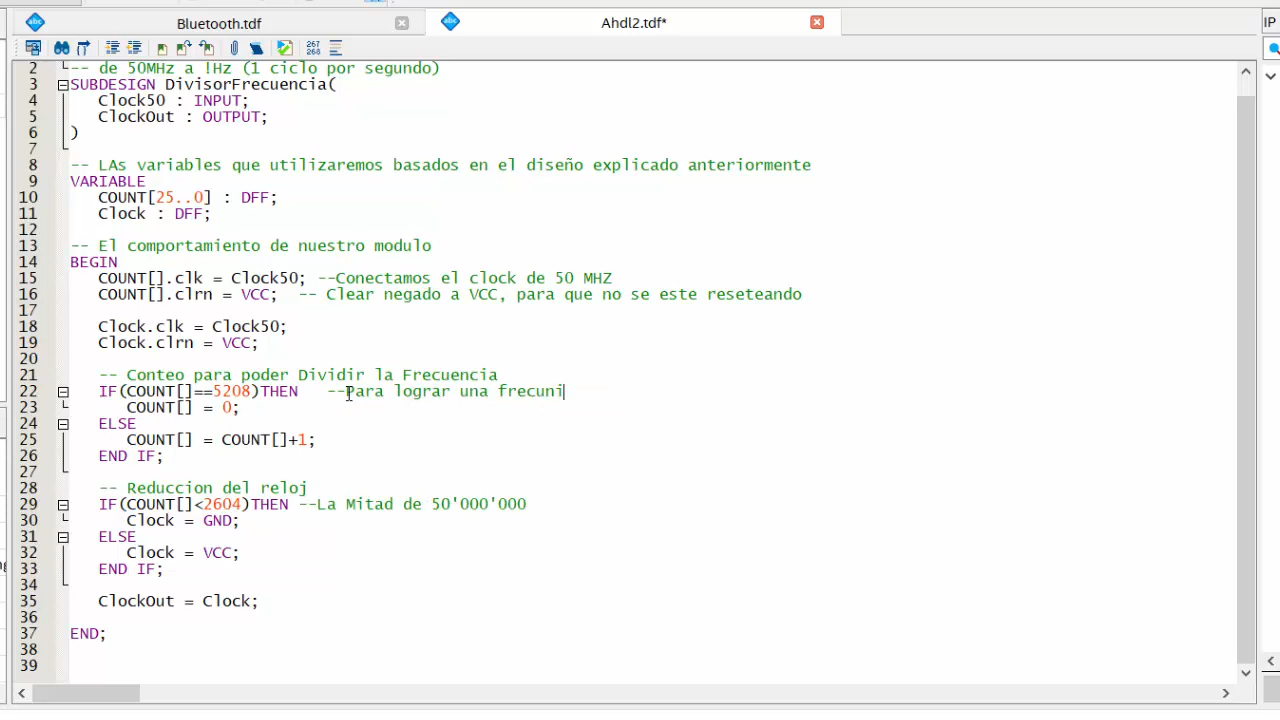 Bluetooth.tdf
Ahdl2.tdf*
IP
267
268
2 -- de 50MHz a !Hz (1 ciclo por segundo)
3 SUBDESIGN DivisorFrecuencia(
4 Clock50 : INPUT;
5 ClockOut : OUTPUT;
6 )
7
8 -- LAs variables que utilizaremos basados en el diseño explicado anteriormente
9 VARIABLE
10 COUNT[25..0] : DFF;
11 Clock : DFF;
12
13 -- El comportamiento de nuestro modulo
14 BEGIN
15 COUNT[].clk = Clock50; --Conectamos el clock de 50 MHZ
16 COUNT[].clrn = VCC; -- Clear negado a VCC, para que no se este reseteando
17
18 Clock.clk = Clock50;
19 Clock.clrn = VCC;
20
21 -- Conteo para poder Dividir la Frecuencia
22 IF(COUNT[]==5208)THEN --Para lograr una frecuni
23 COUNT[] = 0;
24 ELSE
25 COUNT[] = COUNT[]+1;
26 END IF;
27
28 -- Reduccion del reloj
29 IF(COUNT[]<2604)THEN --La Mitad de 50'000'000
30 Clock = GND;
31 ELSE
32 Clock = VCC;
33 END IF;
34
35 ClockOut = Clock;
36
37 END;
38
39